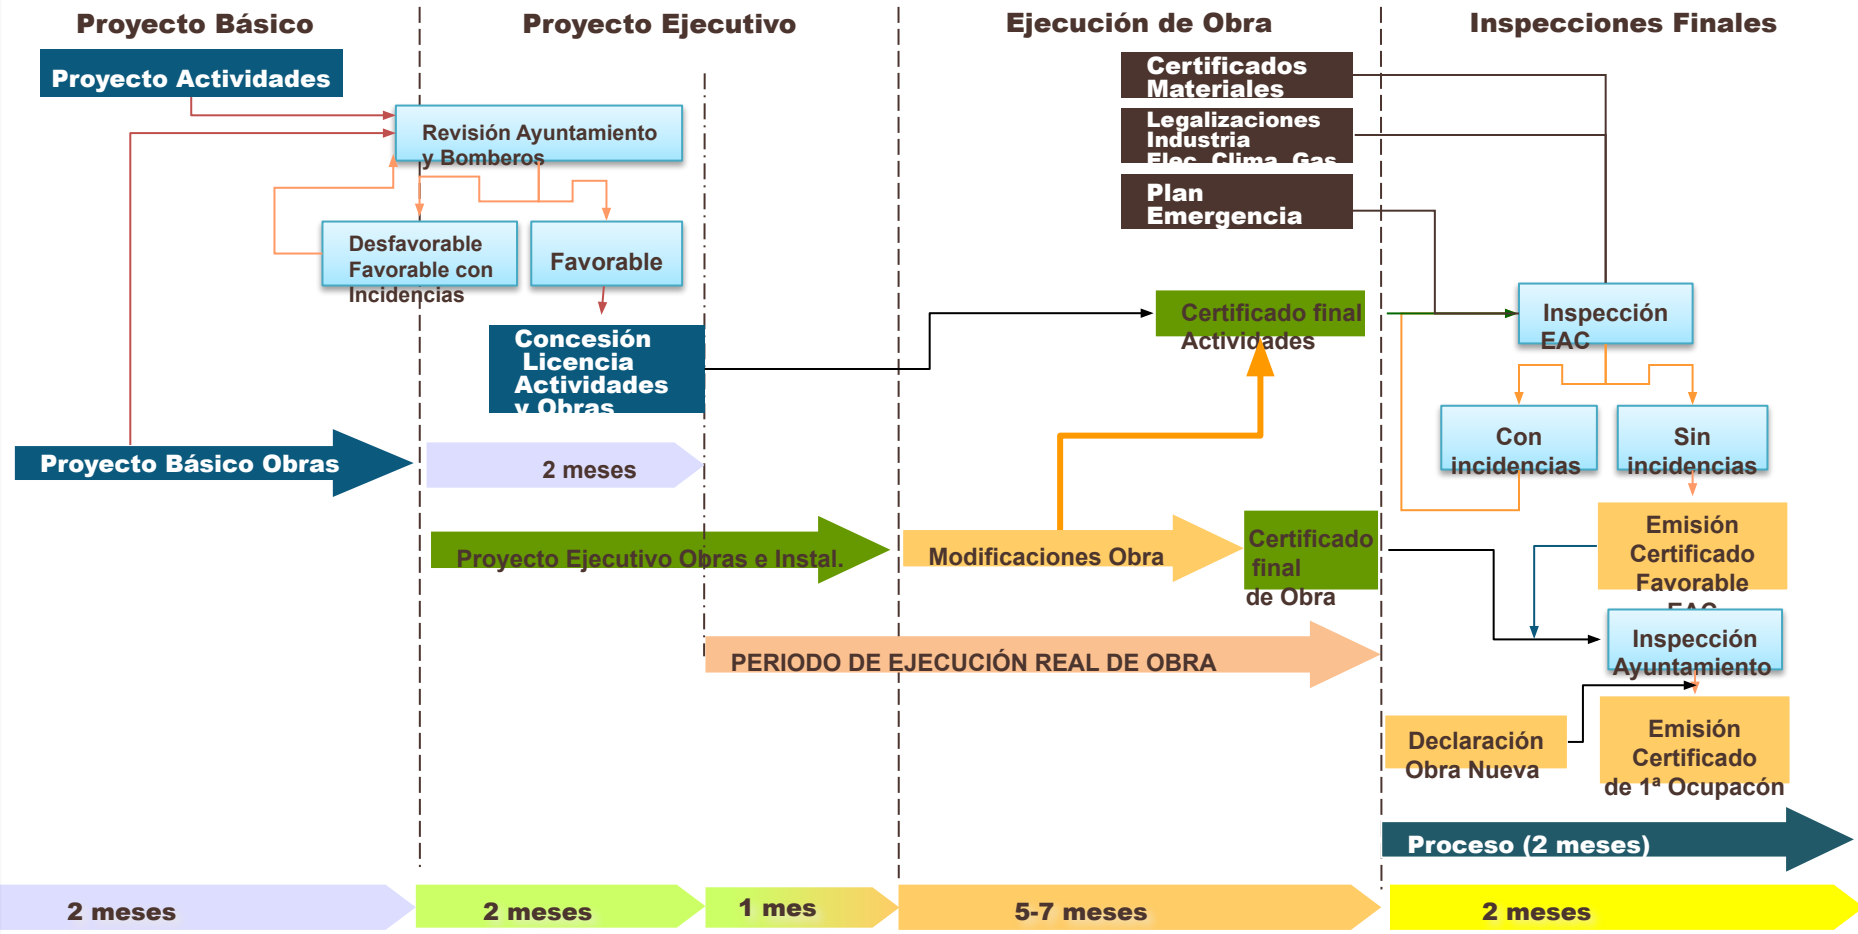 Proyecto Básico
Proyecto Ejecutivo
Ejecución de Obra
Inspecciones Finales
Proyecto Actividades
Revisión Ayuntamiento
y Bomberos
Desfavorable
Favorable con
Incidencias
Favorable
Concesión
Licencia
Actividades
y Obras
Certificados
Materiales
Legalizaciones
Industria
Elec. Clima. Gas
Plan
Emergencia
Certificado final
Actividades
Inspección
EAC
Con
incidencias
Sin
incidencias
Proyecto Básico Obras
2 meses
Proyecto Ejecutivo Obras e Instal.
Modificaciones Obra
Certificado
final
de Obra
Emisión
Certificado
Favorable
EAC
Inspección
Ayuntamiento
PERIODO DE EJECUCIÓN REAL DE OBRA
Declaración
Obra Nueva
Emisión
Certificado
de 1ª Ocupacón
Proceso (2 meses)
2 meses
2 meses
1 mes
5-7 meses
2 meses